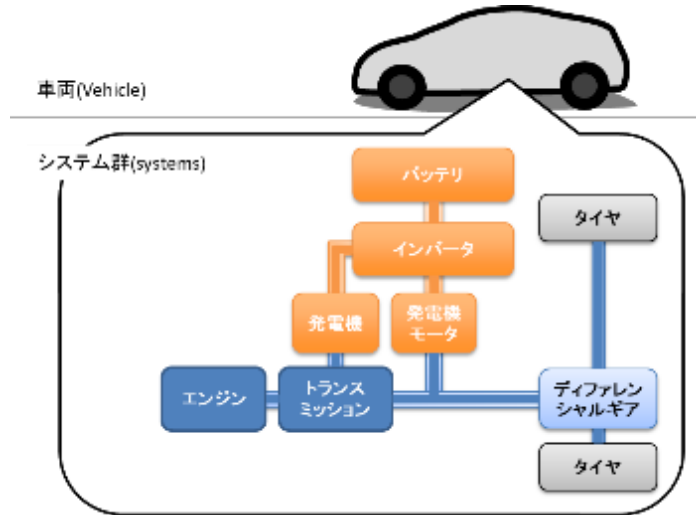 車両(Vehicle)
システム群(systems)
バッテリ
タイヤ
インバータ
発電機
発電機
モータ
エンジン
トランス
ミッション
ディファレン
シャルギア
タイヤ